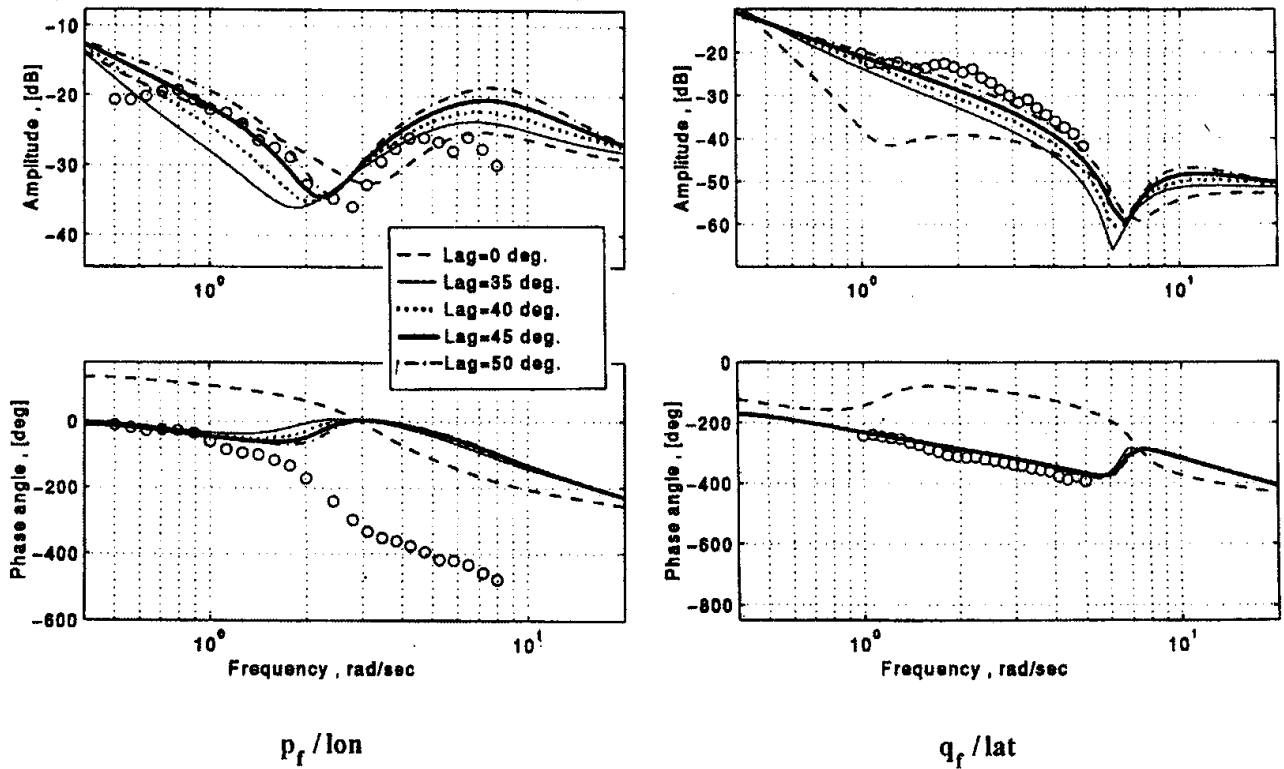 -10
-20
-30
-40
Amplitude , [dB]
10⁰
-20
-30
-40
-50
-60
Amplitude , [dB]
10⁰
10¹
Lag=0 deg.
Lag=35 deg.
Lag=40 deg.
Lag=45 deg.
Lag=50 deg.
0
-200
-400
-600
Phase angle , [deg]
10⁰
10¹
Frequency , rad/sec
0
-200
-400
-600
-800
Phase angle , [deg]
10⁰
10¹
Frequency , rad/sec
p_f /lon
q_f /lat